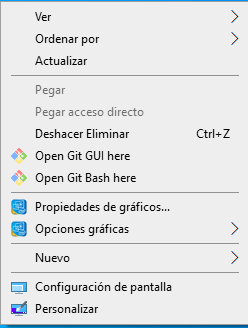 Ver
Ordenar por
Actualizar
Pegar
Pegar acceso directo
Deshacer Eliminar Ctrl+Z
Open Git GUI here
Open Git Bash here
Propiedades de gráficos...
Opciones gráficas
Nuevo
Configuración de pantalla
Personalizar